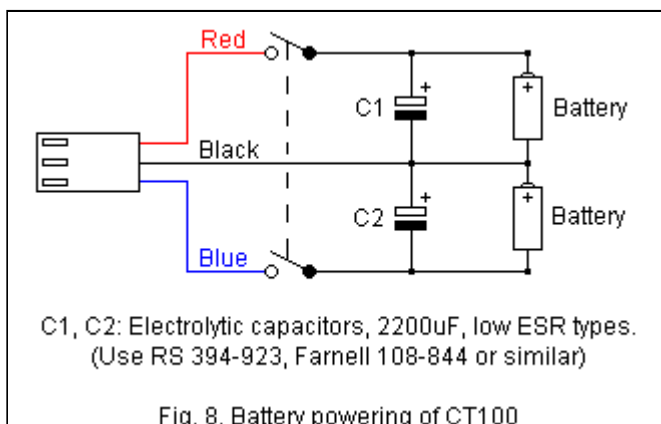 Red
+
+
C1
Battery
Black
+
+
C2
Battery
Blue
C1, C2: Electrolytic capacitors, 2200uF, low ESR types.
(Use RS 394-923, Farnell 108-844 or similar)
Fig. 8. Battery powering of CT100